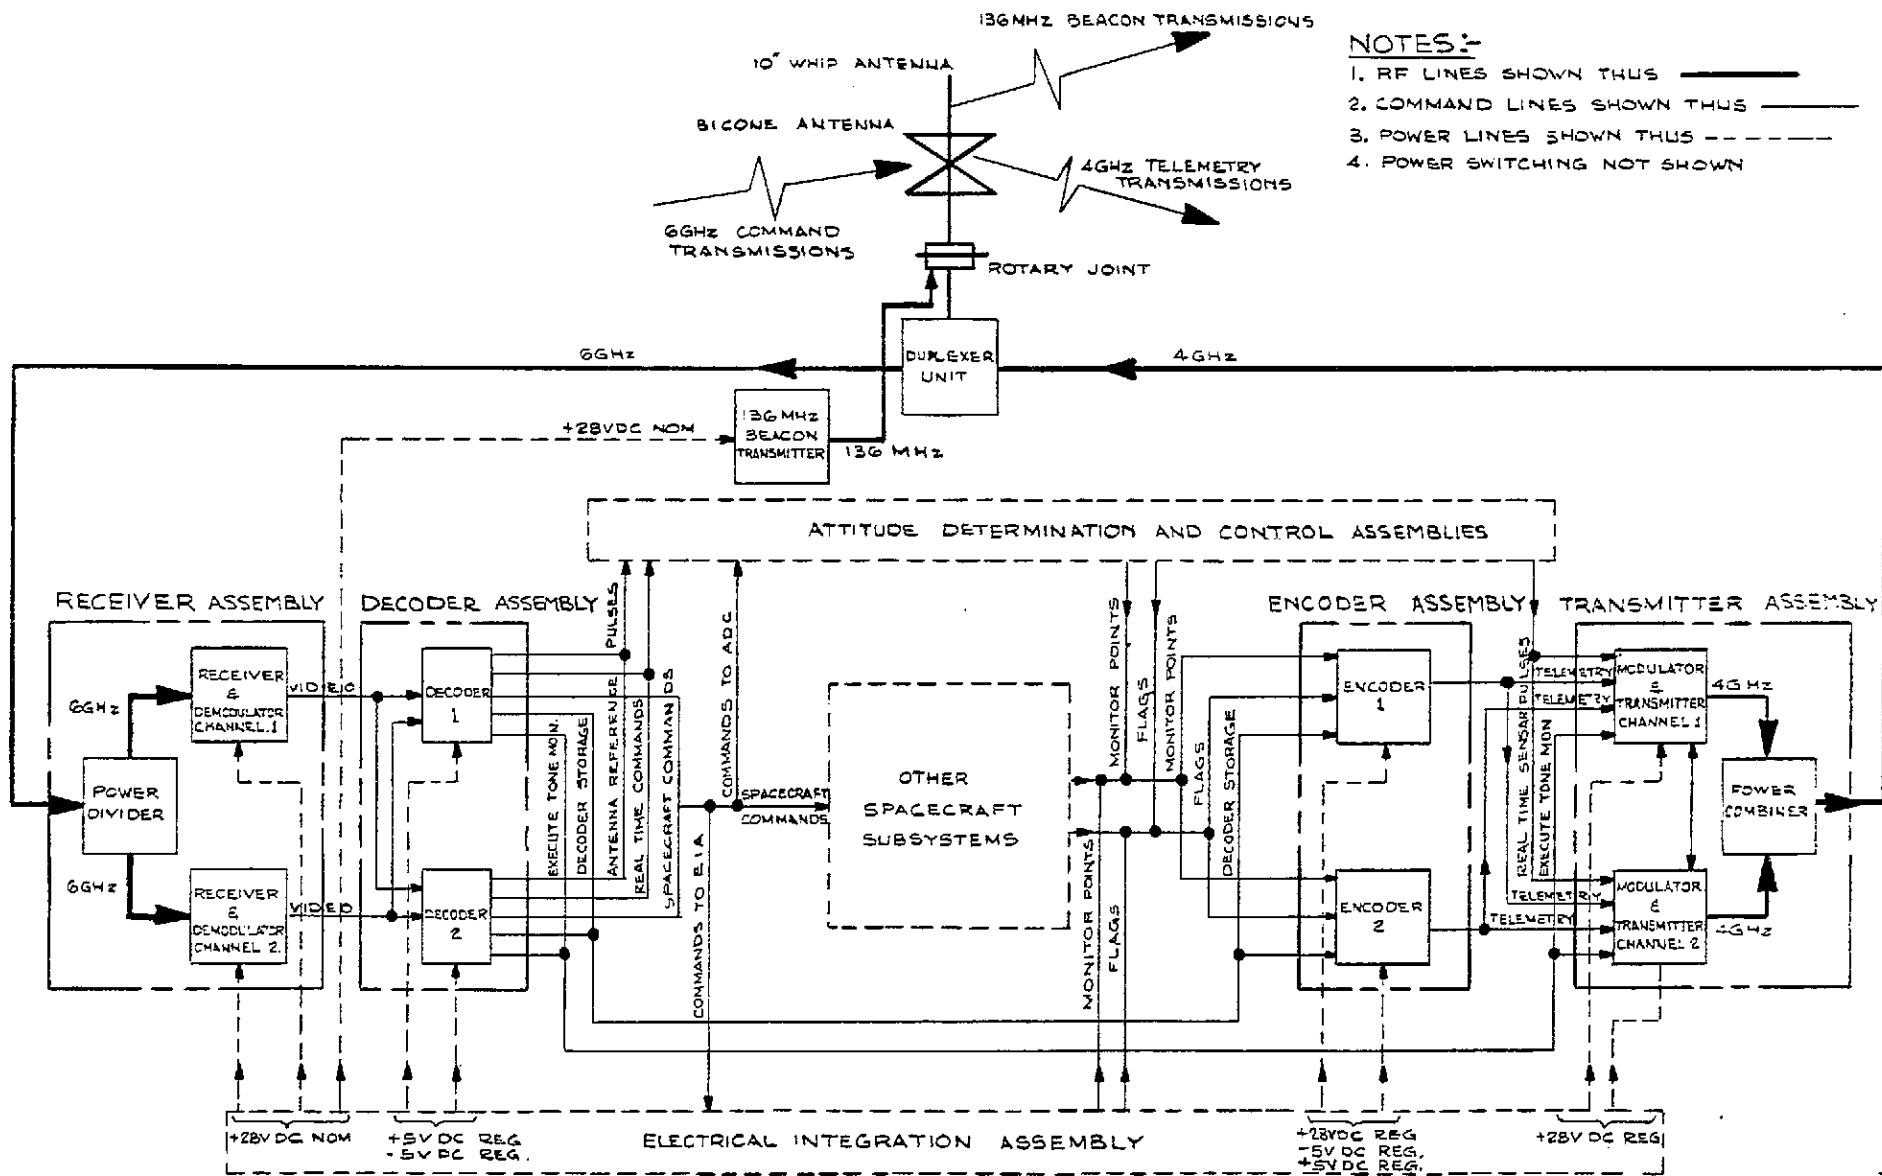 136MHZ BEACON TRANSMISSIONS
10" WHIP ANTENNA
BICONE ANTENNA
4GHZ TELEMETRY
TRANSMISSIONS
6GHZ COMMAND
TRANSMISSIONS
ROTARY JOINT
NOTES:-
1. RF LINES SHOWN THUS
2. COMMAND LINES SHOWN THUS
3. POWER LINES SHOWN THUS
4. POWER SWITCHING NOT SHOWN
6GHZ
DUPLEXER
UNIT
4GHZ
+28VDC NOM
136MHZ
BEACON
TRANSMITTER
136 MHZ
ATTITUDE DETERMINATION AND CONTROL ASSEMBLIES
RECEIVER ASSEMBLY
DECODER ASSEMBLY
ENCODER ASSEMBLY
TRANSMITTER ASSEMBLY
6GHZ
RECEIVER
&
DEMODULATOR
CHANNEL.1
VIDEO
POWER
DIVIDER
6GHZ
RECEIVER
&
DEMODULATOR
CHANNEL 2.
VIDEO
DECODER
1
DECODER
2
EXECUTE TONE MON.
DECODER STORAGE
ANTENNA REFERENCE PULSES
REAL TIME COMMANDS
SPACECRAFT COMMANDS
COMMANDS TO EIA
COMMANDS TO ADC
SPACECRAFT
COMMANDS
OTHER
SPACECRAFT
SUBSYSTEMS
MONITOR POINTS
FLAGS
MONITOR POINTS
MONITOR POINTS
FLAGS
FLAGS
DECODER STORAGE
ENCODER
1
ENCODER
2
REAL TIME SENSAR PULSES
EXECUTE TONE MON
TELEMETRY
TELEMETRY
TELEMETRY
TELEMETRY
MODULATOR
&
TRANSMITTER
CHANNEL 1
4GHZ
POWER
COMBINER
MODULATOR
&
TRANSMITTER
CHANNEL 2
4GHZ
+28V DC NOM
+5V DC REG
-5V DC REG.
ELECTRICAL INTEGRATION ASSEMBLY
+28VDC REG
-5V DC REG.
+5V DC REG.
+28V DC REG